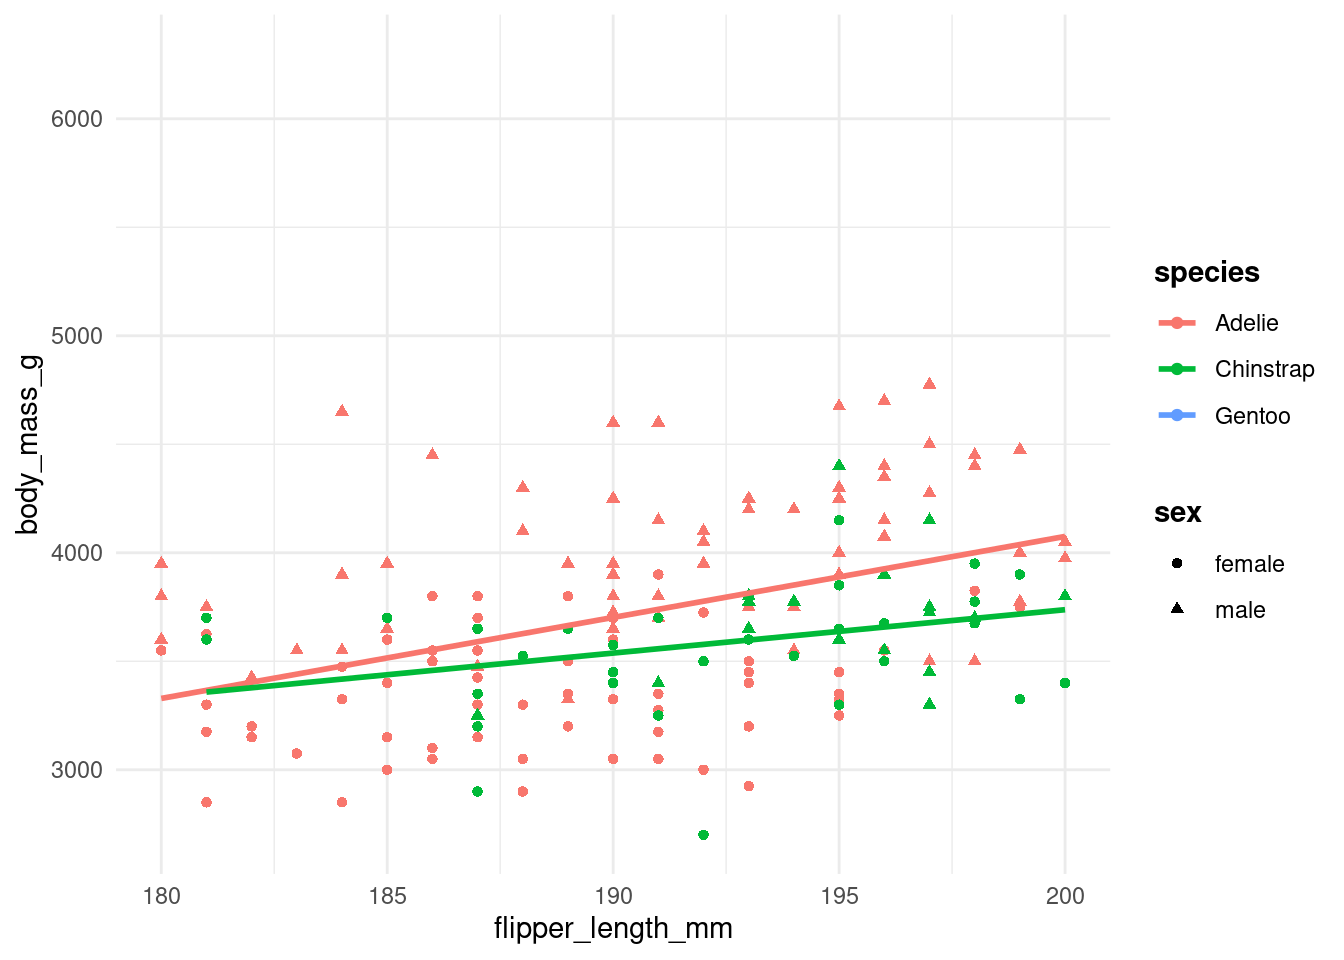 6000
5000
4000
3000
body_mass_g
180 185 190 195 200
flipper_length_mm
species
Adelie
Chinstrap
Gentoo
sex
female
male